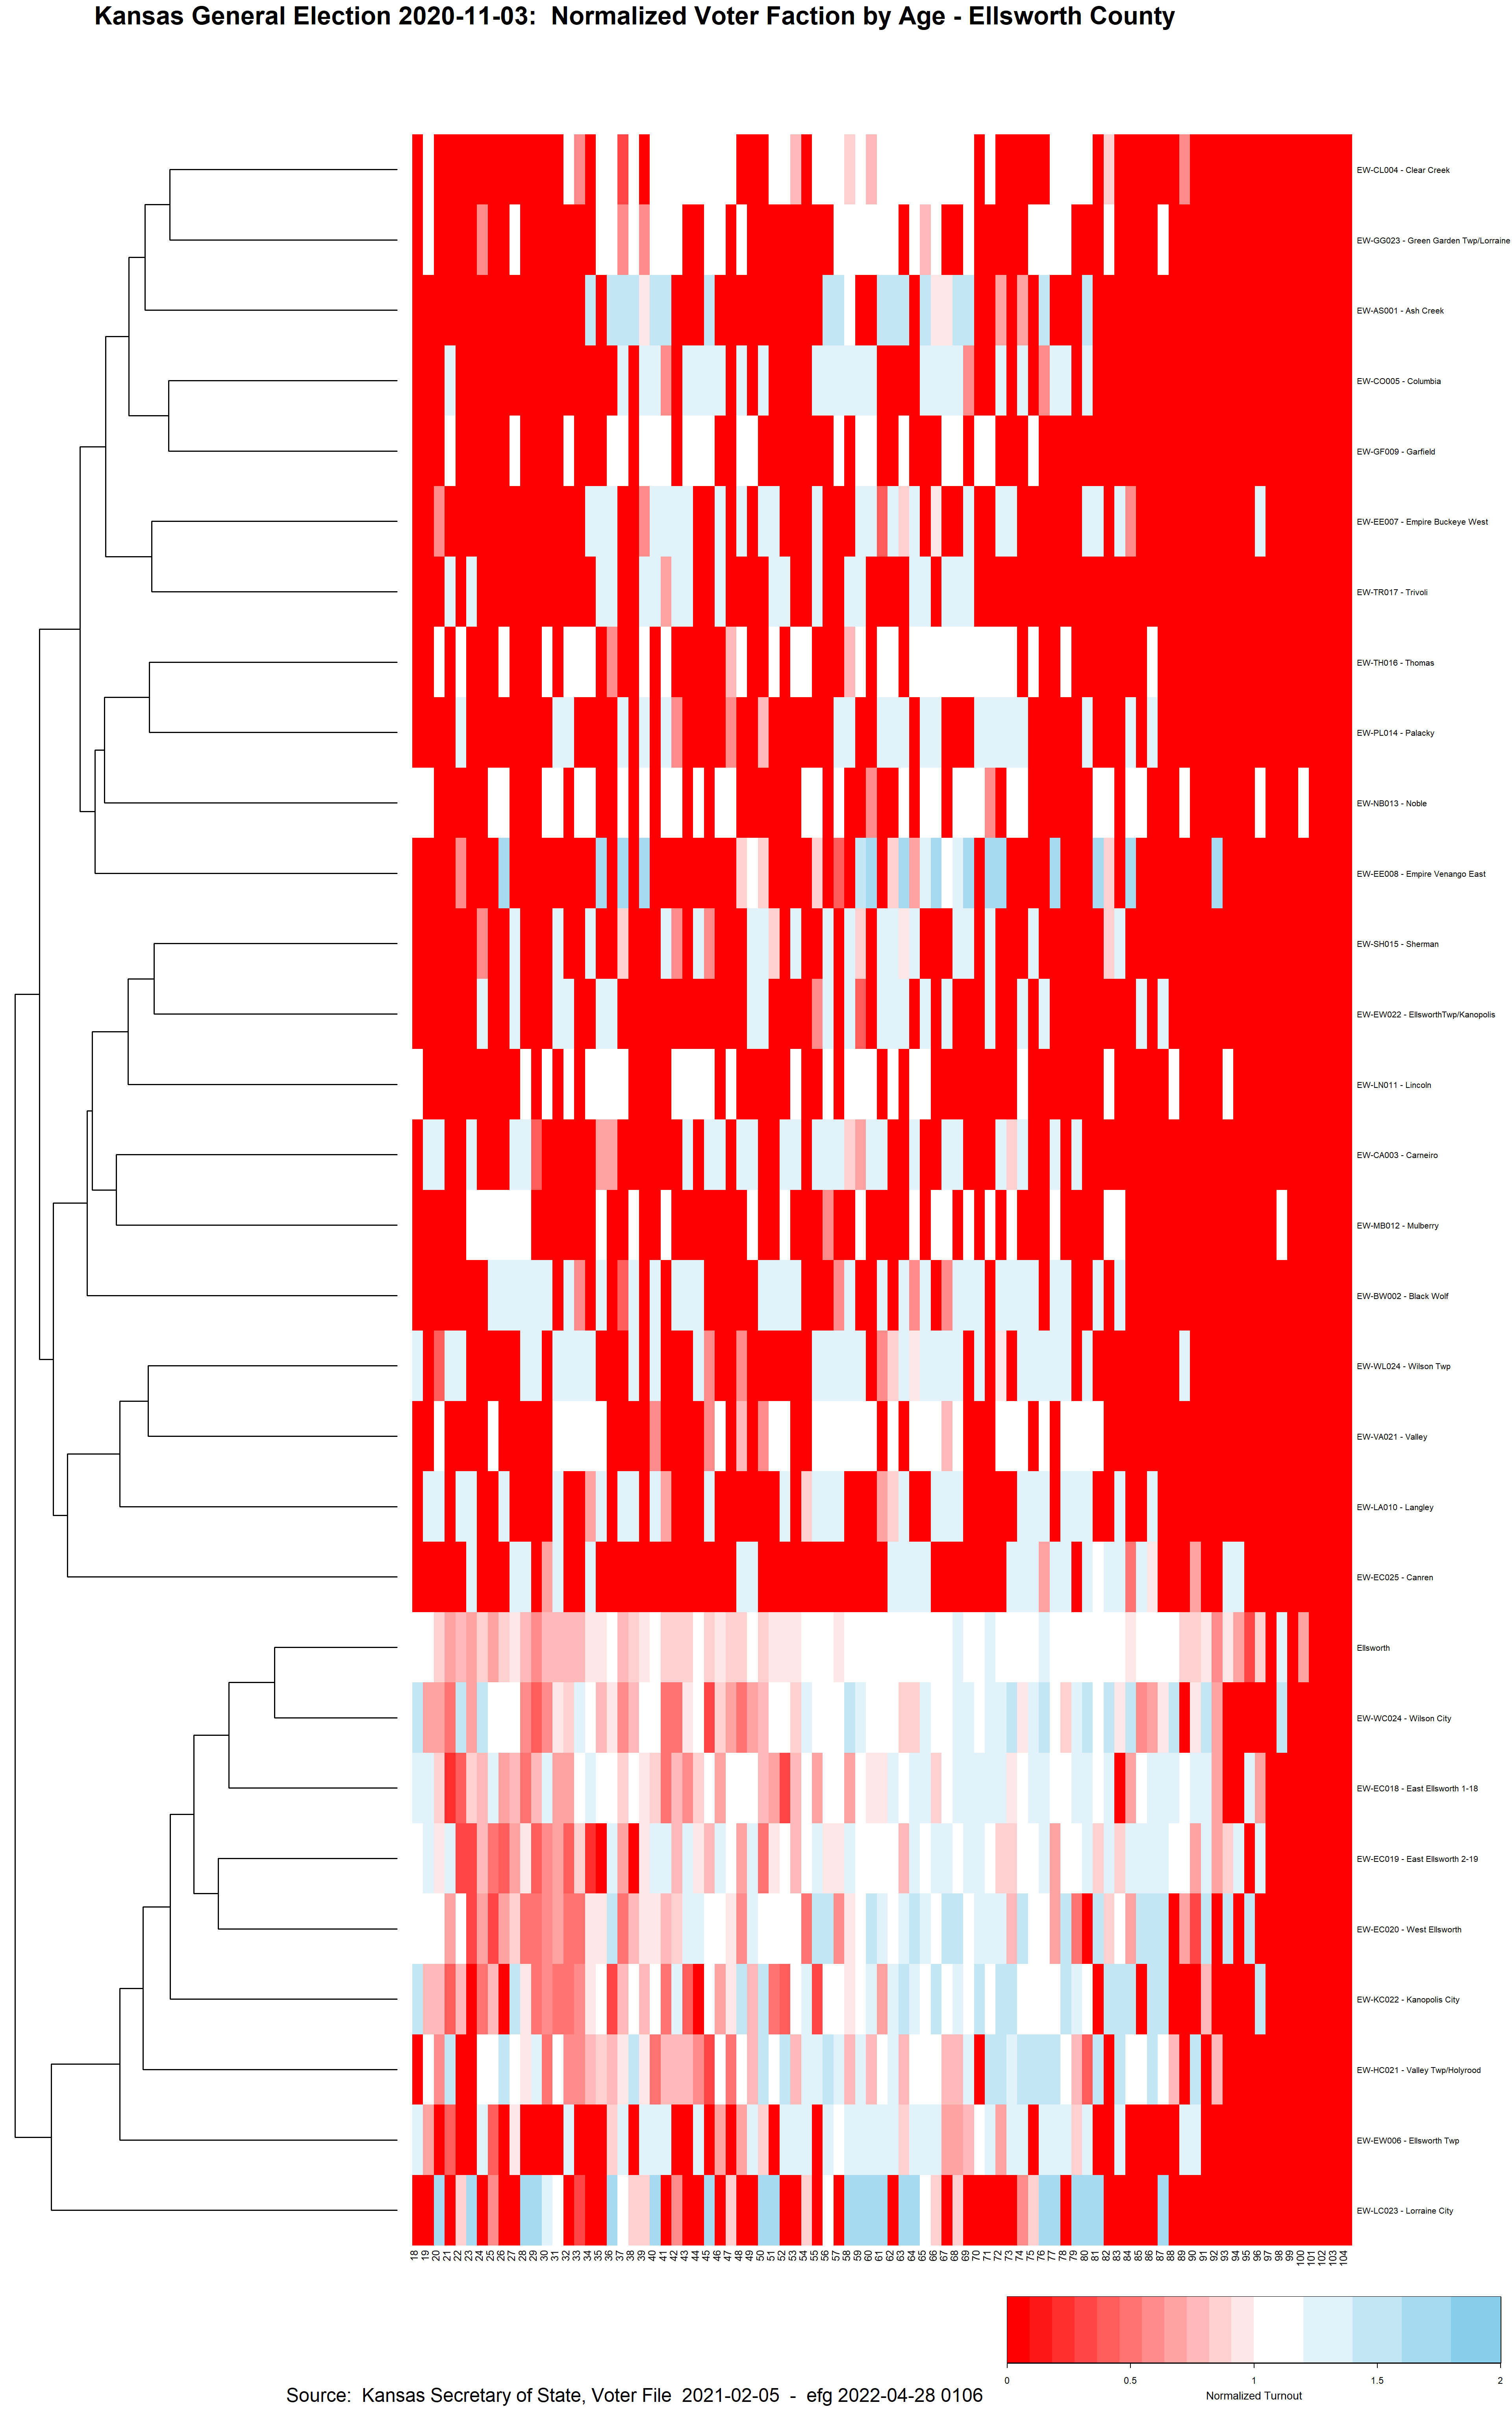 Kansas General Election 2020-11-03:  Normalized Voter Faction by Age - Ellsworth County
EW-CL004 - Clear Creek
EW-GG023 - Green Garden Twp/Lorraine
EW-AS001 - Ash Creek
EW-CO005 - Columbia
EW-GF009 - Garfield
EW-EE007 - Empire Buckeye West
EW-TR017 - Trivoli
EW-TH016 - Thomas
EW-PL014 - Palacky
EW-NB013 - Noble
EW-EE008 - Empire Venango East
EW-SH015 - Sherman
EW-EW022 - EllsworthTwp/Kanopolis
EW-LN011 - Lincoln
EW-CA003 - Carneiro
EW-MB012 - Mulberry
EW-BW002 - Black Wolf
EW-WL024 - Wilson Twp
EW-VA021 - Valley
EW-LA010 - Langley
EW-EC025 - Canren
Ellsworth
EW-WC024 - Wilson City
EW-EC018 - East Ellsworth 1-18
EW-EC019 - East Ellsworth 2-19
EW-EC020 - West Ellsworth
EW-KC022 - Kanopolis City
EW-HC021 - Valley Twp/Holyrood
EW-EW006 - Ellsworth Twp
EW-LC023 - Lorraine City
18 19 20 21 22 23 24 25 26 27 28 29 30 31 32 33 34 35 36 37 38 39 40 41 42 43 44 45 46 47 48 49 50 51 52 53 54 55 56 57 58 59 60 61 62 63 64 65 66 67 68 69 70 71 72 73 74 75 76 77 78 79 80 81 82 83 84 85 86 87 88 89 90 91 92 93 94 95 96 97 98 99 100 101 102 103 104
0 0.5 1 1.5 2
Normalized Turnout
Source:  Kansas Secretary of State, Voter File  2021-02-05  -  efg 2022-04-28 0106